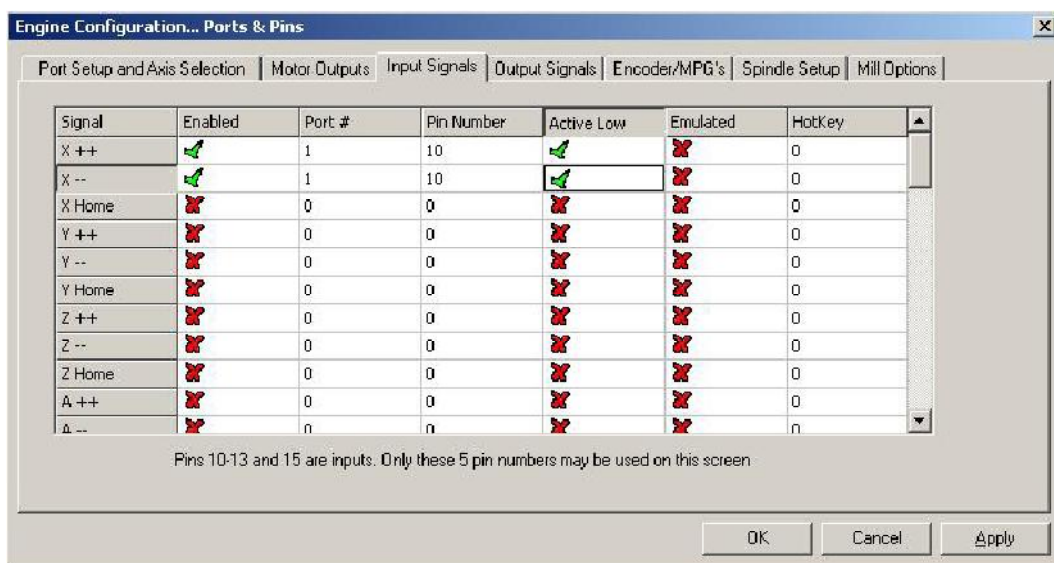 Engine Configuration... Ports & Pins
Port Setup and Axis Selection Motor Outputs Input Signals Output Signals Encoder/MPG's Spindle Setup Mill Options
Signal Enabled Port # Pin Number Active Low Emulated HotKey
X ++ 1 10 0
X -- 1 10 0
X Home 0 0 0
Y ++ 0 0 0
Y -- 0 0 0
Y Home 0 0 0
Z ++ 0 0 0
Z -- 0 0 0
Z Home 0 0 0
A ++ 0 0 0
A -- 0 0 0
Pins 10-13 and 15 are inputs. Only these 5 pin numbers may be used on this screen
OK Cancel Apply